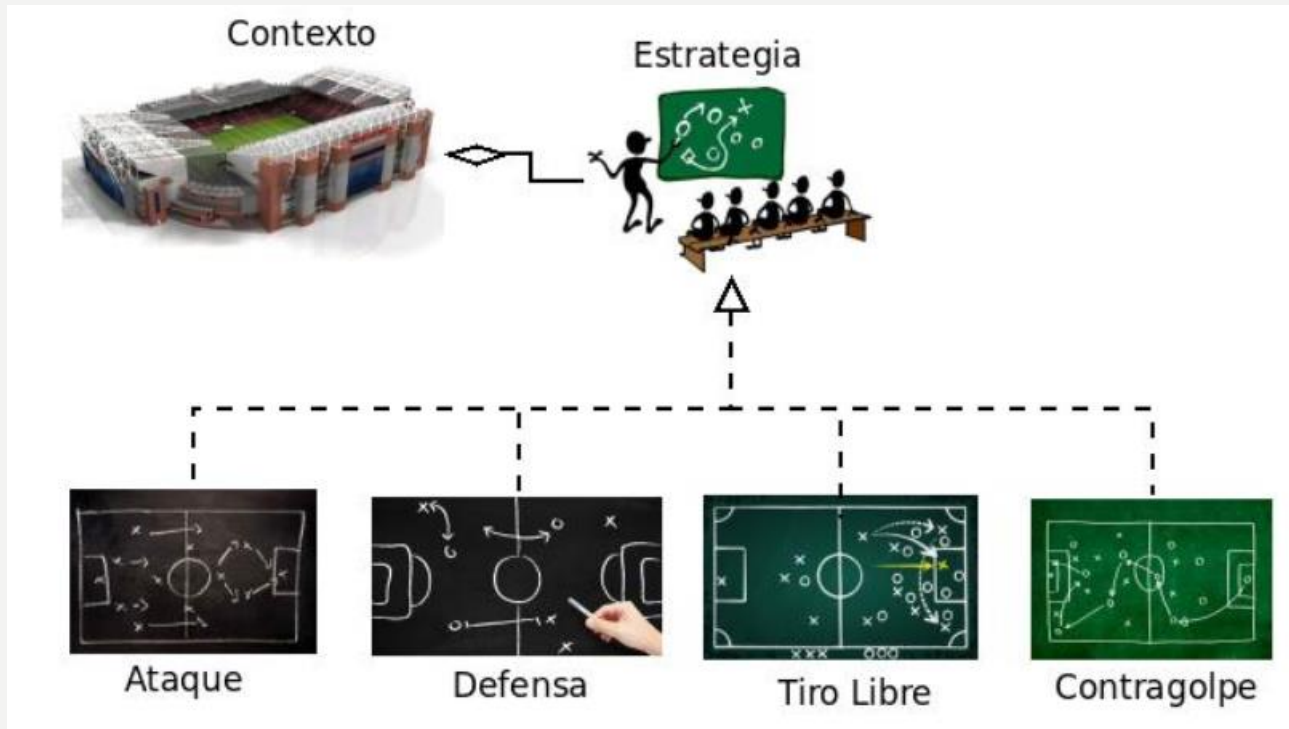 Contexto
Estrategia
Ataque
Defensa
Tiro Libre
Contragolpe